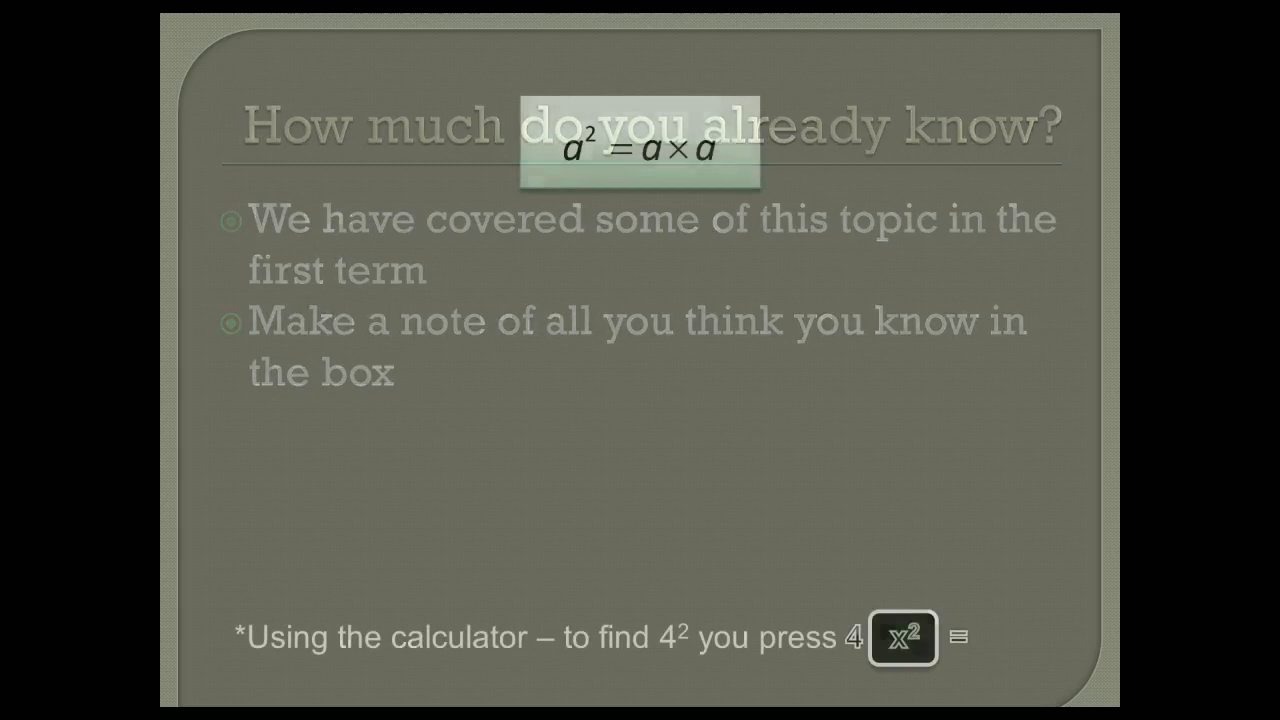 How much do you already know?
a² = a × a
We have covered some of this topic in the
first term
Make a note of all you think you know in
the box
*Using the calculator – to find 4² you press 4 x² =